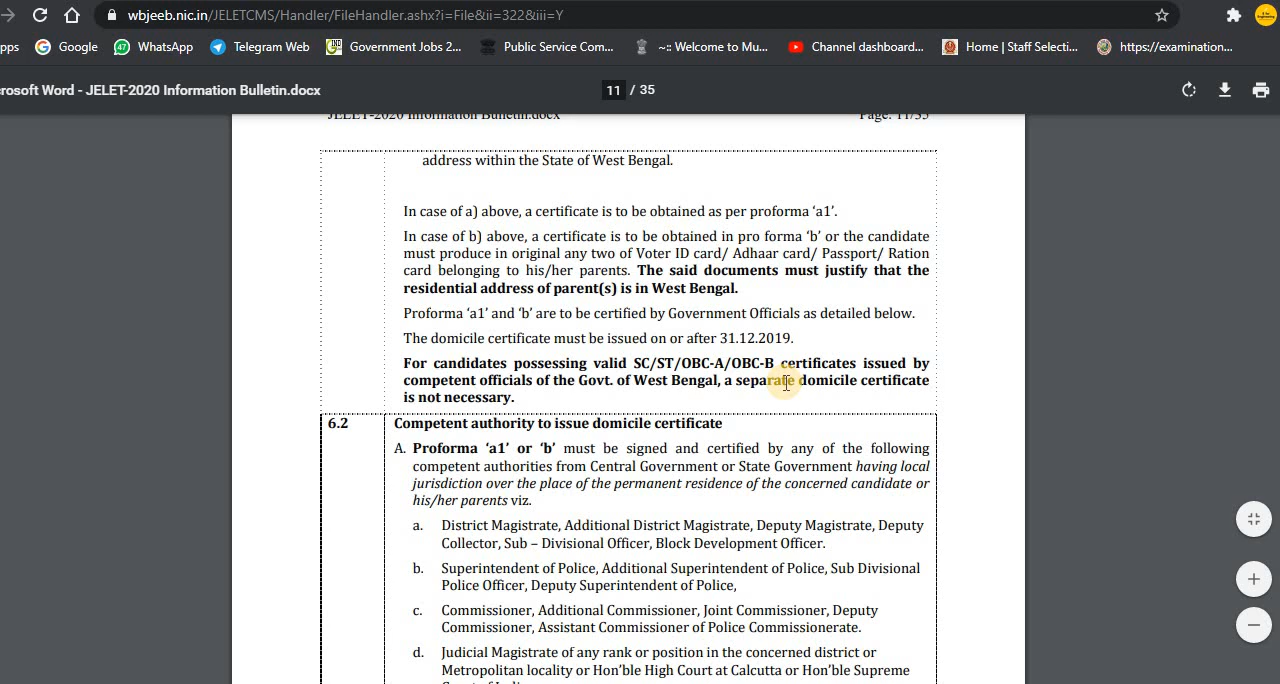 wbjeeb.nic.in/JELETCMS/Handler/FileHandler.ashx?i=File&ii=322&iii=Y
pps Google 47 WhatsApp Telegram Web IND Government Jobs 2... Public Service Com... ~:: Welcome to Mu... Channel dashboard... Home | Staff Selecti... https://examination...
rosoft Word - JELET-2020 Information Bulletin.docx 11 / 35
JELET-2020 Information Bulletin.docx Page: 11/35
address within the State of West Bengal.
In case of a) above, a certificate is to be obtained as per proforma ‘a1’.
In case of b) above, a certificate is to be obtained in pro forma ‘b’ or the candidate
must produce in original any two of Voter ID card/ Adhaar card/ Passport/ Ration
card belonging to his/her parents. The said documents must justify that the
residential address of parent(s) is in West Bengal.
Proforma ‘a1’ and ‘b’ are to be certified by Government Officials as detailed below.
The domicile certificate must be issued on or after 31.12.2019.
For candidates possessing valid SC/ST/OBC-A/OBC-B certificates issued by
competent officials of the Govt. of West Bengal, a separate domicile certificate
is not necessary.
6.2 Competent authority to issue domicile certificate
A. Proforma ‘a1’ or ‘b’ must be signed and certified by any of the following
competent authorities from Central Government or State Government having local
jurisdiction over the place of the permanent residence of the concerned candidate or
his/her parents viz.
a. District Magistrate, Additional District Magistrate, Deputy Magistrate, Deputy
Collector, Sub – Divisional Officer, Block Development Officer.
b. Superintendent of Police, Additional Superintendent of Police, Sub Divisional
Police Officer, Deputy Superintendent of Police,
c. Commissioner, Additional Commissioner, Joint Commissioner, Deputy
Commissioner, Assistant Commissioner of Police Commissionerate.
d. Judicial Magistrate of any rank or position in the concerned district or
Metropolitan locality or Hon’ble High Court at Calcutta or Hon’ble Supreme